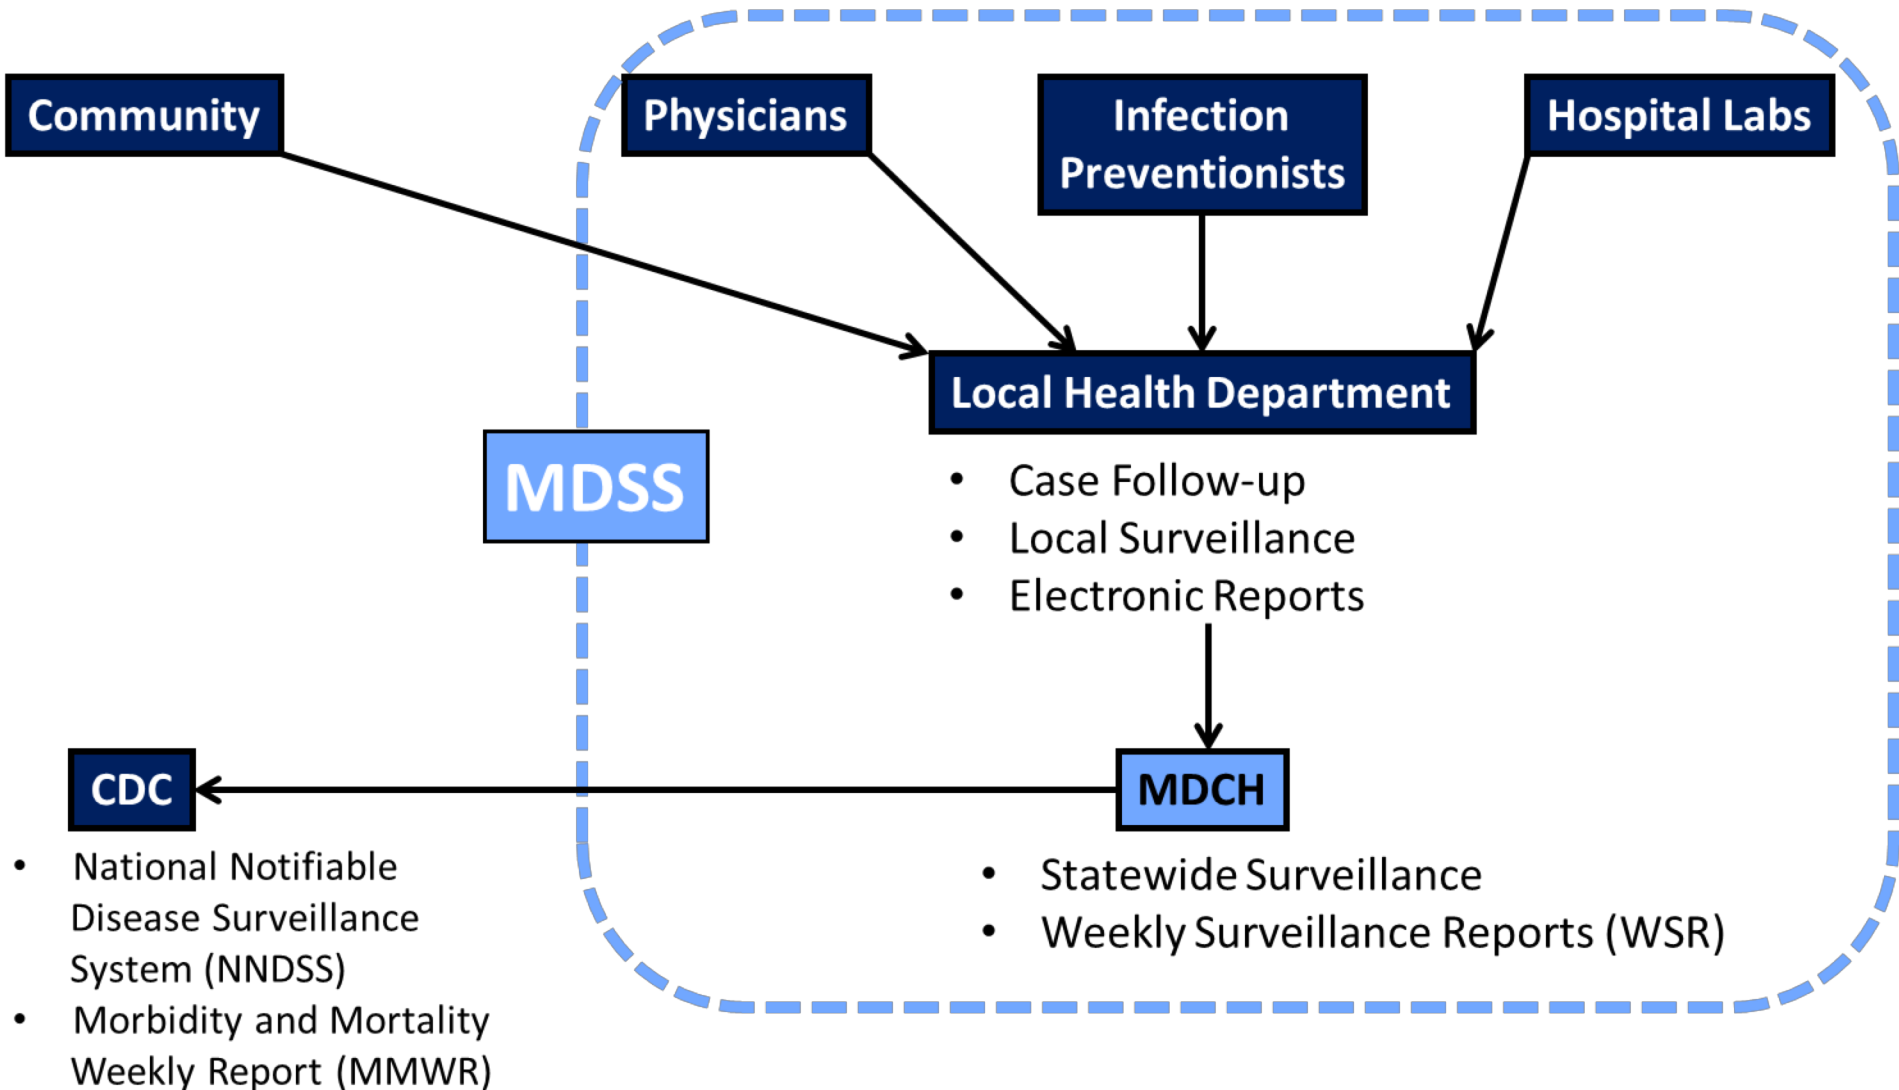 Community
Physicians
Infection
Preventionists
Hospital Labs
Local Health Department
MDSS
• Case Follow-up
• Local Surveillance
• Electronic Reports
CDC
MDCH
• National Notifiable
Disease Surveillance
System (NNDSS)
• Morbidity and Mortality
Weekly Report (MMWR)
• Statewide Surveillance
• Weekly Surveillance Reports (WSR)